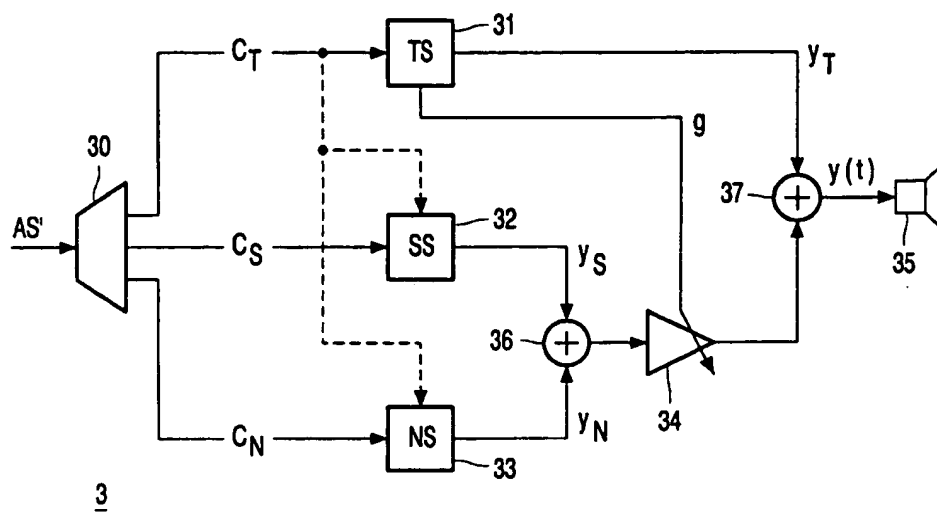 31
C_T
TS
y_T
30
g
AS'
C_S
32
SS
y_S
37
+
y(t)
35
36
+
34
C_N
NS
33
y_N
3